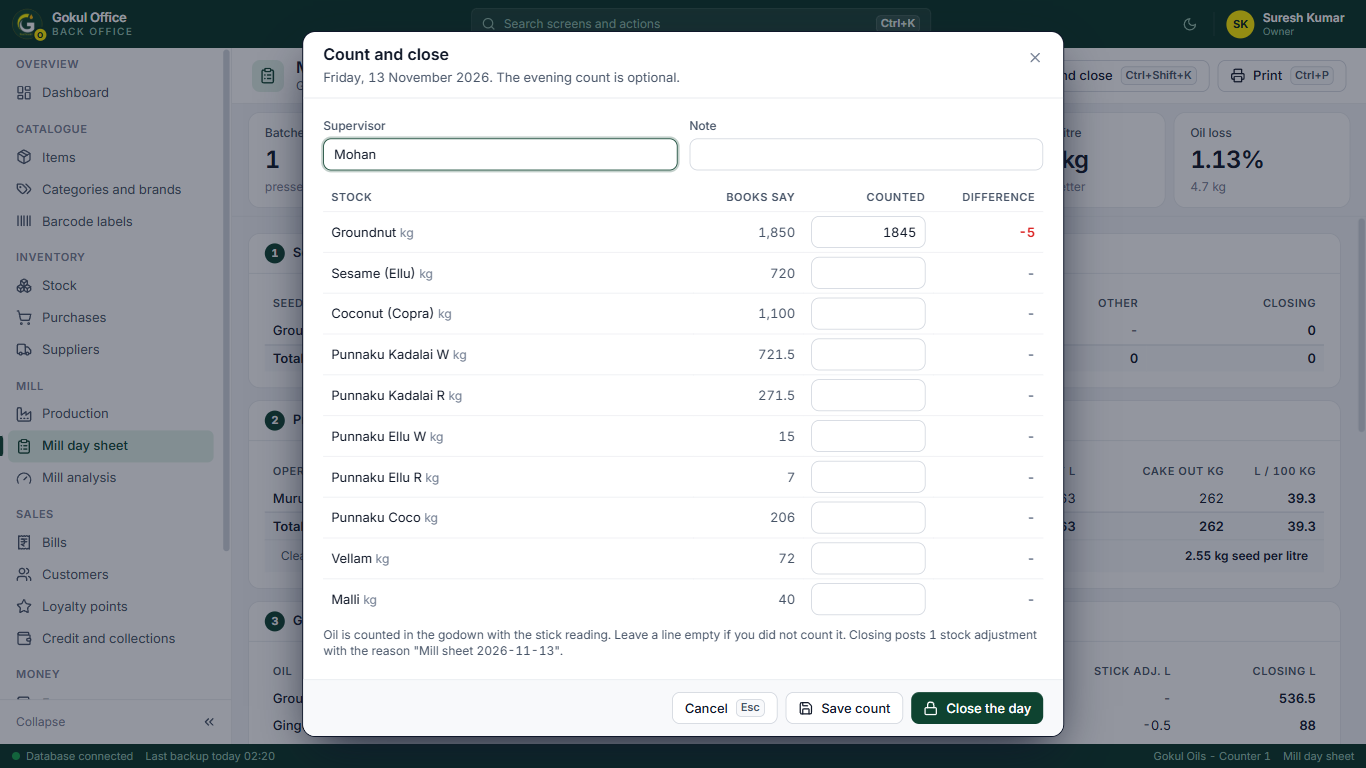 Gokul Office
BACK OFFICE
Search screens and actions Ctrl+K
SK Suresh Kumar
Owner
OVERVIEW
Dashboard
CATALOGUE
Items
Categories and brands
Barcode labels
INVENTORY
Stock
Purchases
Suppliers
MILL
Production
Mill day sheet
Mill analysis
SALES
Bills
Customers
Loyalty points
Credit and collections
MONEY
Collapse
Count and close
Friday, 13 November 2026. The evening count is optional.
Supervisor Note
Mohan
STOCK BOOKS SAY COUNTED DIFFERENCE
Groundnut kg 1,850 1845 -5
Sesame (Ellu) kg 720 -
Coconut (Copra) kg 1,100 -
Punnaku Kadalai W kg 721.5 -
Punnaku Kadalai R kg 271.5 -
Punnaku Ellu W kg 15 -
Punnaku Ellu R kg 7 -
Punnaku Coco kg 206 -
Vellam kg 72 -
Malli kg 40 -
Oil is counted in the godown with the stick reading. Leave a line empty if you did not count it. Closing posts 1 stock adjustment
with the reason "Mill sheet 2026-11-13".
Cancel Esc Save count Close the day
close Ctrl+Shift+K Print Ctrl+P
1
kg
Oil loss
1.13%
4.7 kg
1
OTHER CLOSING
- 0
0 0
2
L CAKE OUT KG L / 100 KG
63 262 39.3
63 262 39.3
2.55 kg seed per litre
3
OIL STICK ADJ. L CLOSING L
- 536.5
-0.5 88
Database connected Last backup today 02:20
Gokul Oils - Counter 1 Mill day sheet